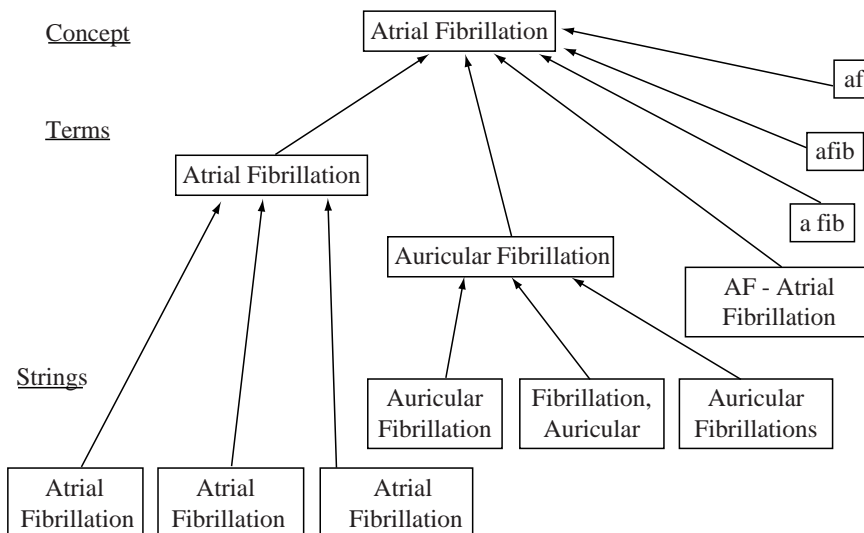 Concept
Atrial Fibrillation
af
Terms
afib
Atrial Fibrillation
a fib
Auricular Fibrillation
AF - Atrial
Fibrillation
Strings
Auricular
Fibrillation
Fibrillation,
Auricular
Auricular
Fibrillations
Atrial
Fibrillation
Atrial
Fibrillation
Atrial
Fibrillation